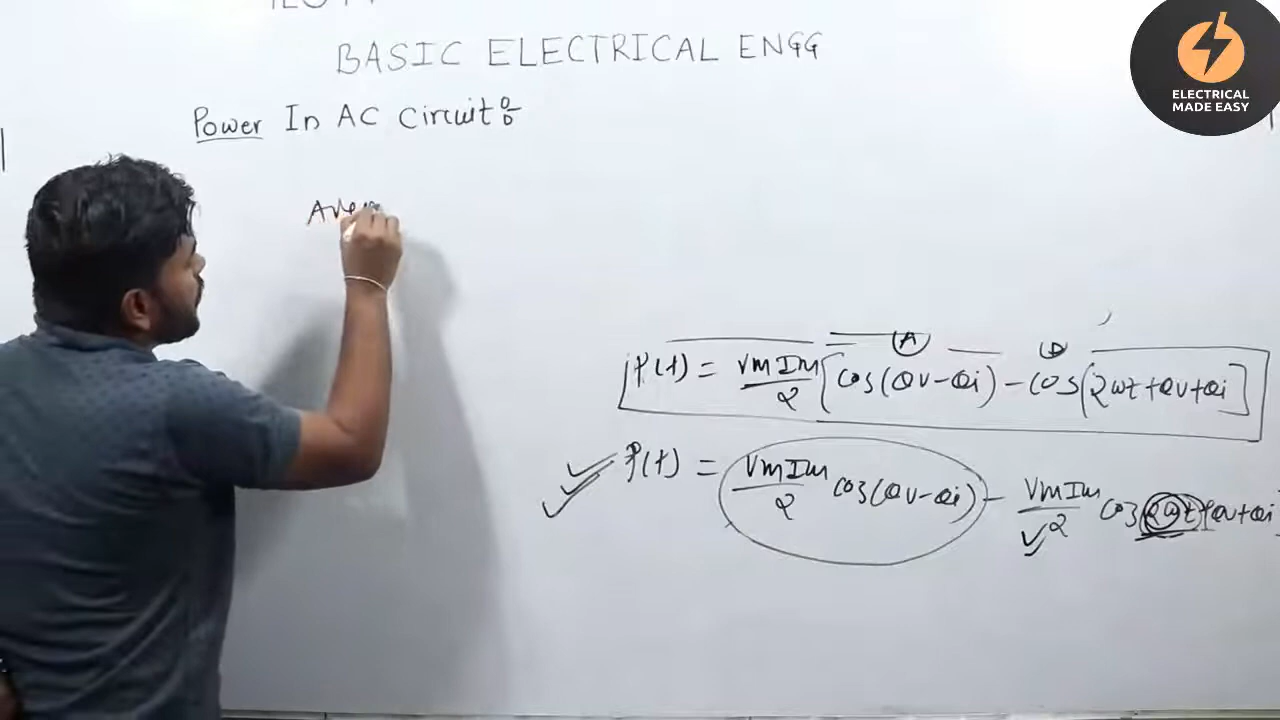 BASIC ELECTRICAL ENGG
Power In AC Circuit :-
ELECTRICAL
MADE EASY
Aver
A
B
P(t) = VmIm/2 [cos(θv-θi) - cos(2ωt+θv+θi]
P(t) = VmIm/2 cos(θv-θi) - VmIm/2 cos 2ωt+θv+θi